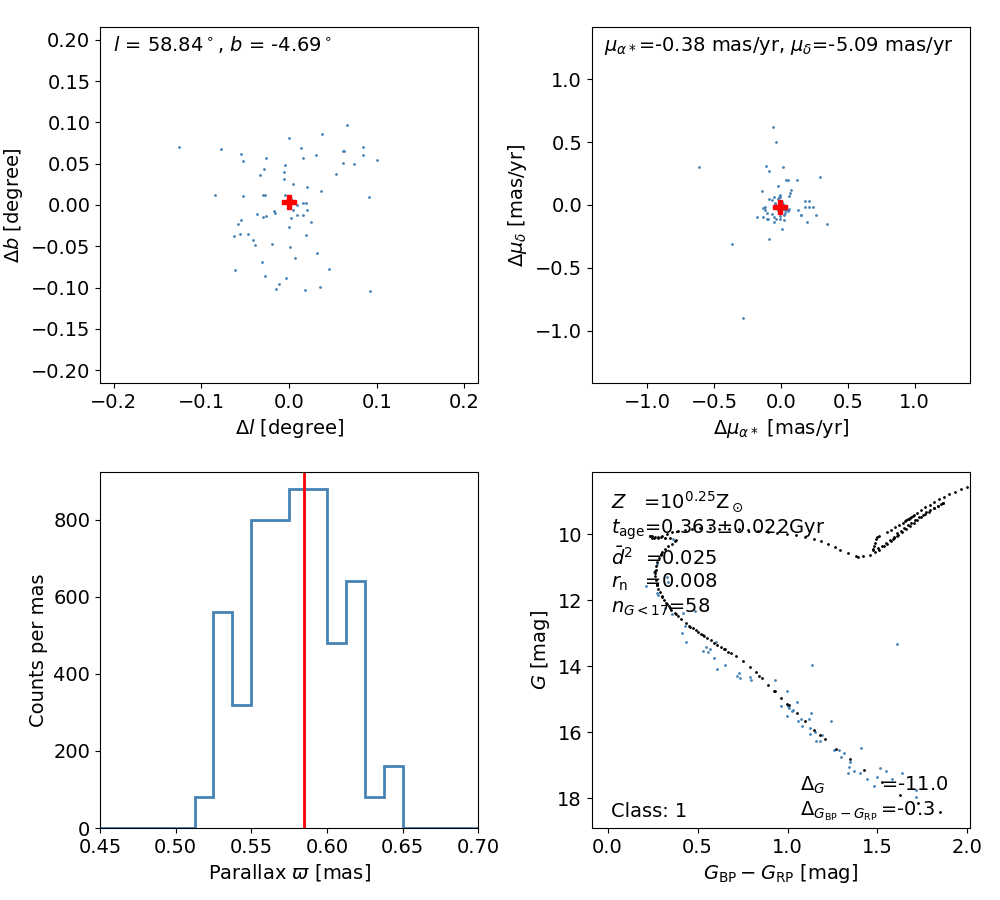 l = 58.84°, b = -4.69°
0.20
0.15
0.10
0.05
0.00
−0.05
−0.10
−0.15
−0.20
Δb [degree]
−0.2 −0.1 0.0 0.1 0.2
Δl [degree]
μα*=-0.38 mas/yr, μδ=-5.09 mas/yr
1.0
0.5
0.0
−0.5
−1.0
Δμδ [mas/yr]
−1.0 −0.5 0.0 0.5 1.0
Δμα* [mas/yr]
800
600
400
200
0
Counts per mas
0.45 0.50 0.55 0.60 0.65 0.70
Parallax ϖ [mas]
Z =10^0.25 Z⊙
t_age=0.363±0.022Gyr
d̄² =0.025
r_n =0.008
n_G<17=58
10
12
14
16
18
G [mag]
Δ_G =-11.0
Δ_GBP−GRP =-0.3
Class: 1
0.0 0.5 1.0 1.5 2.0
G_BP − G_RP [mag]